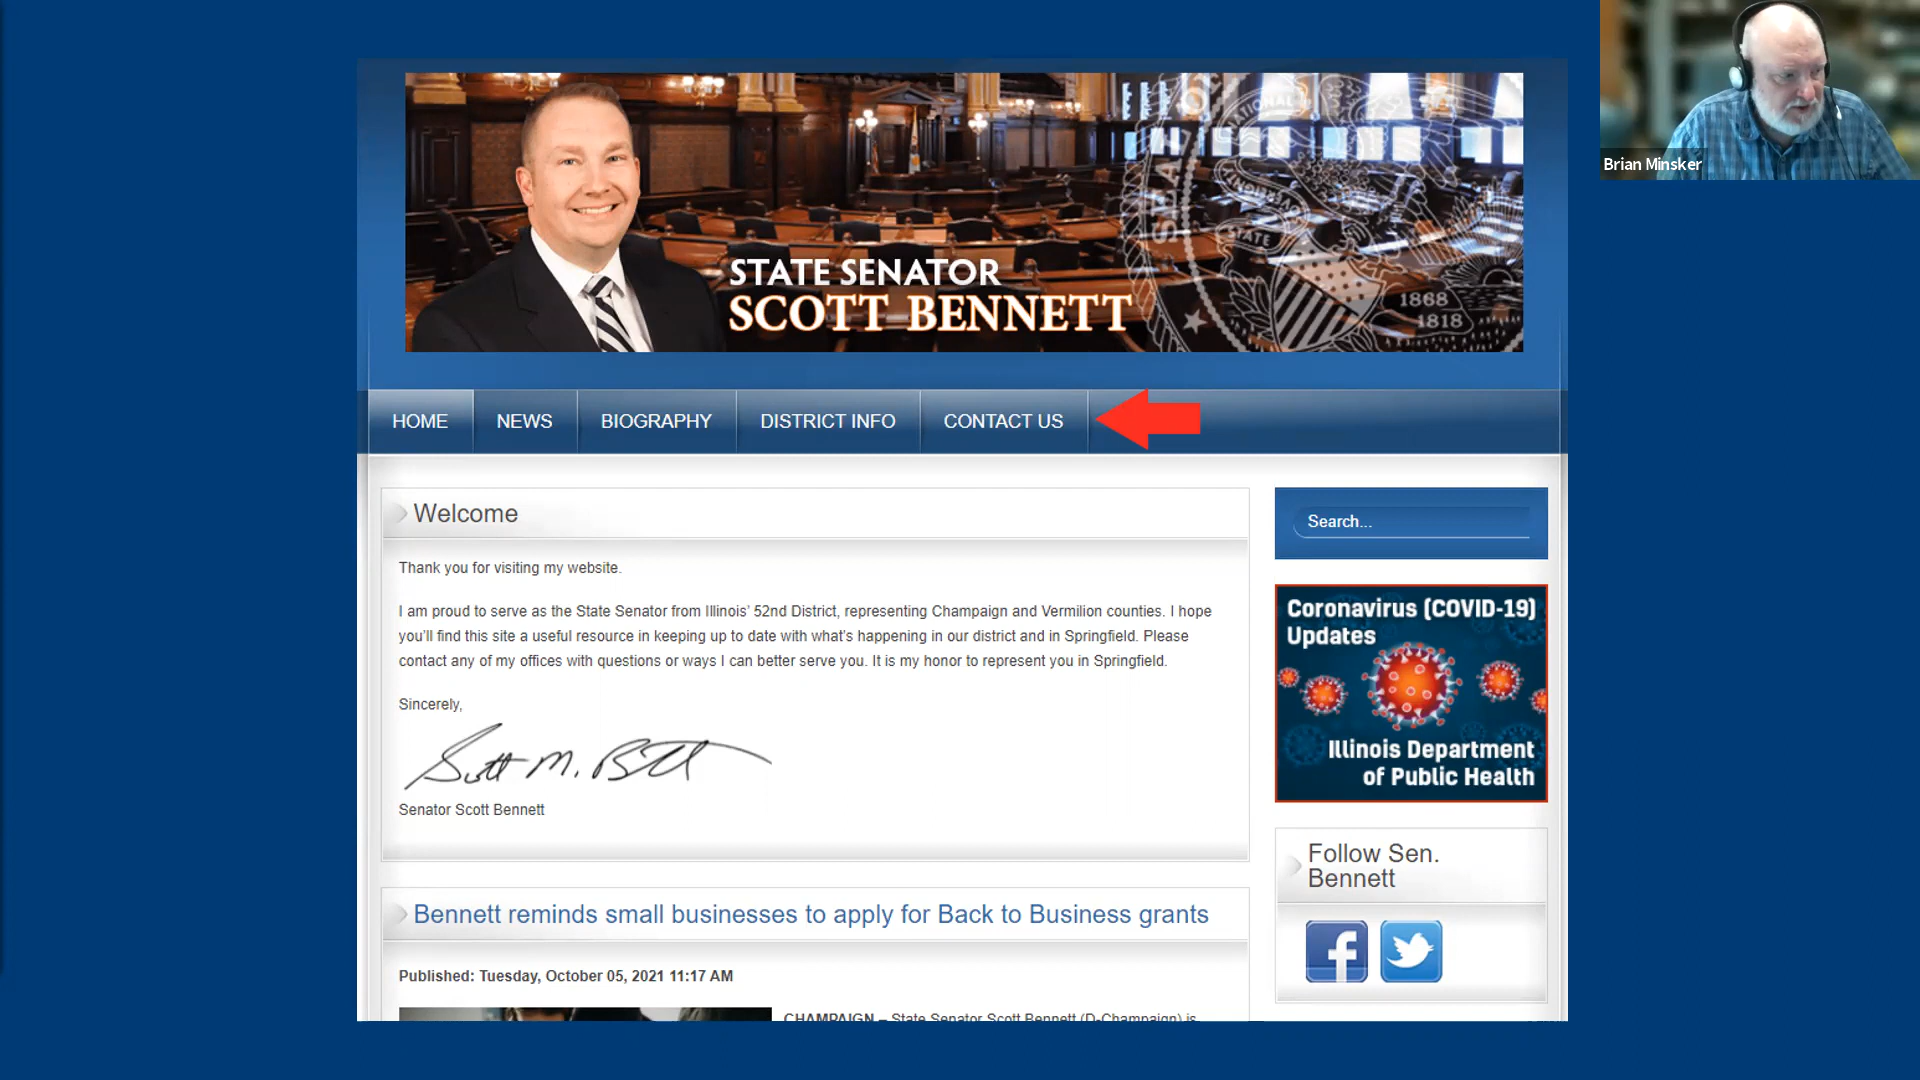 STATE SENATOR
SCOTT BENNETT
SEAL
STATE
NATIONAL
1868
1818
Brian Minsker
HOME NEWS BIOGRAPHY DISTRICT INFO CONTACT US
Welcome
Thank you for visiting my website.
I am proud to serve as the State Senator from Illinois’ 52nd District, representing Champaign and Vermilion counties. I hope
you’ll find this site a useful resource in keeping up to date with what’s happening in our district and in Springfield. Please
contact any of my offices with questions or ways I can better serve you. It is my honor to represent you in Springfield.
Sincerely,
Scott M. Bennett
Senator Scott Bennett
Bennett reminds small businesses to apply for Back to Business grants
Published: Tuesday, October 05, 2021 11:17 AM
CHAMPAIGN – State Senator Scott Bennett (D-Champaign) is
Search...
Coronavirus (COVID-19)
Updates
Illinois Department
of Public Health
Follow Sen.
Bennett